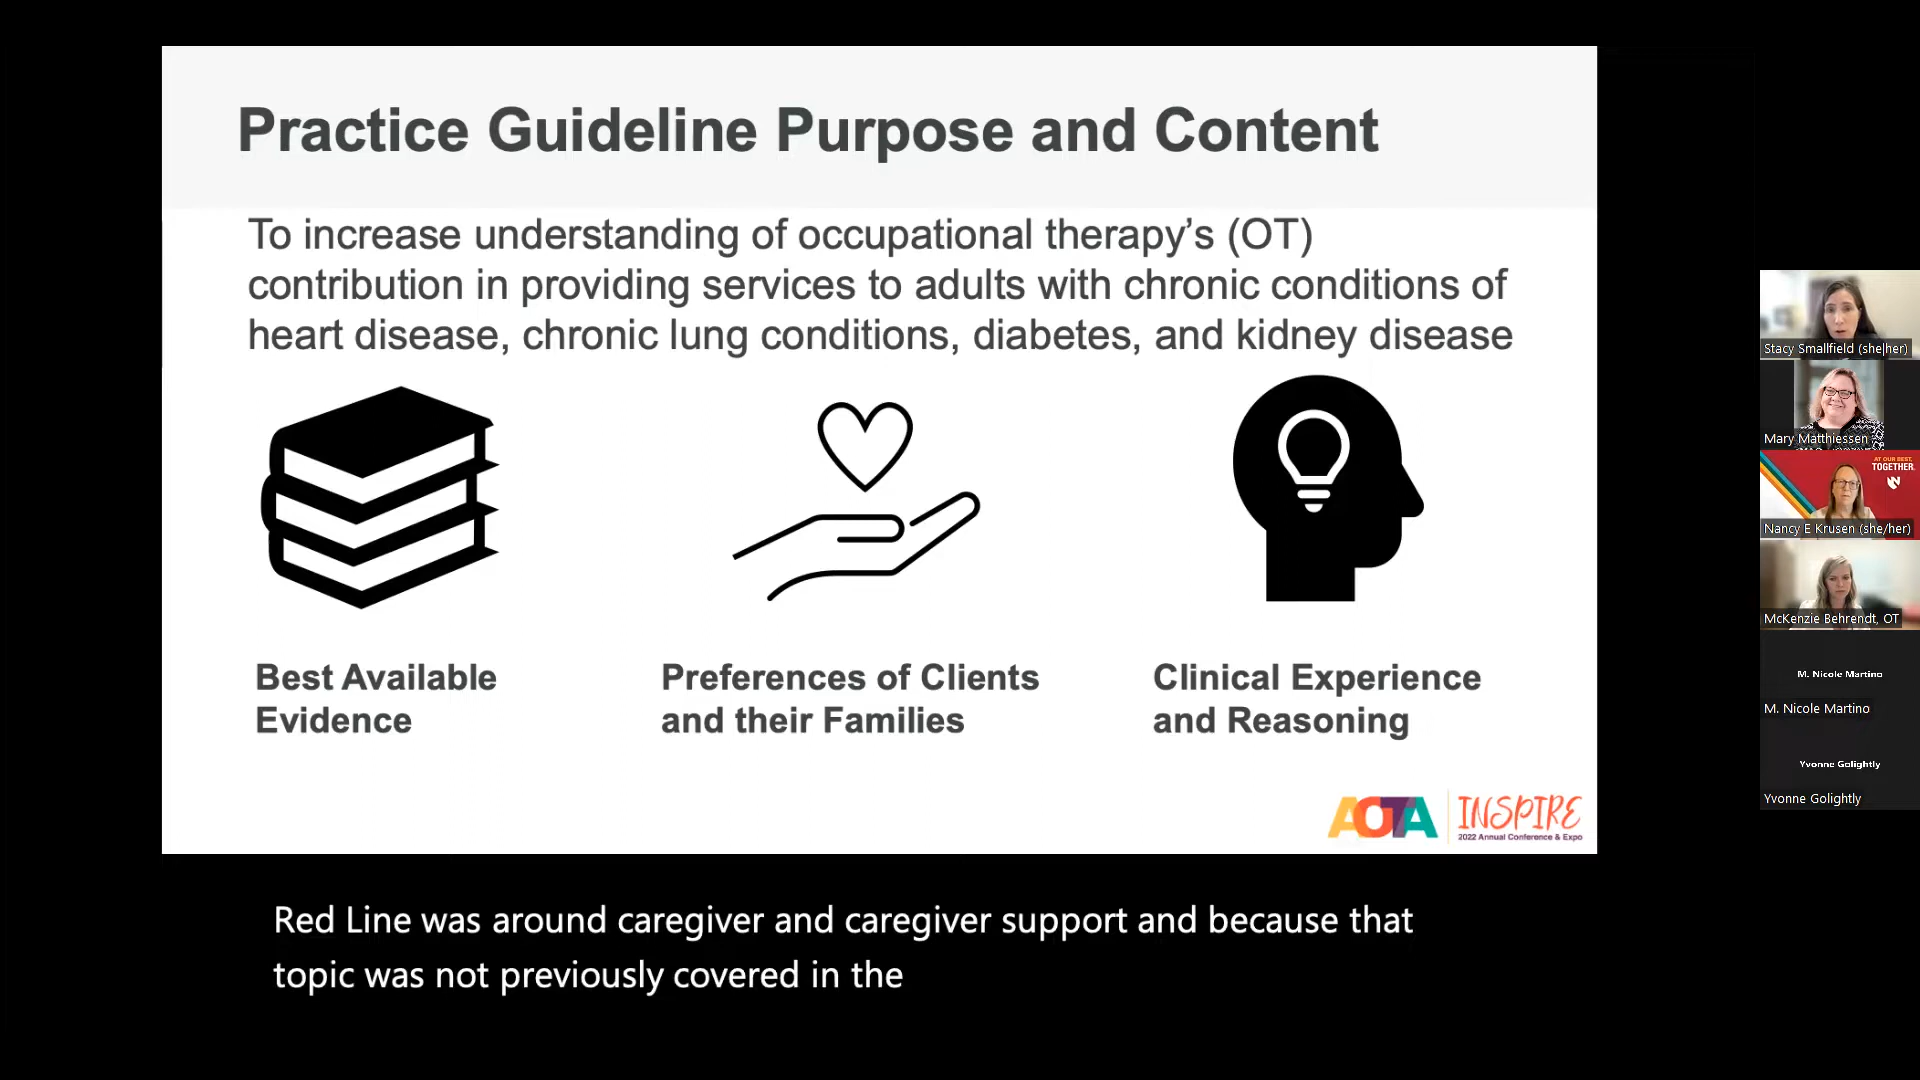 Practice Guideline Purpose and Content
To increase understanding of occupational therapy’s (OT)
contribution in providing services to adults with chronic conditions of
heart disease, chronic lung conditions, diabetes, and kidney disease
Best Available
Evidence
Preferences of Clients
and their Families
Clinical Experience
and Reasoning
AOTA
INSPIRE
2022 Annual Conference & Expo
Red Line was around caregiver and caregiver support and because that
topic was not previously covered in the
Stacy Smallfield (she|her)
Mary Matthiessen
AT OUR BEST,
TOGETHER.
N
Nancy E Krusen (she/her)
McKenzie Behrendt, OT
M. Nicole Martino
M. Nicole Martino
Yvonne Golightly
Yvonne Golightly